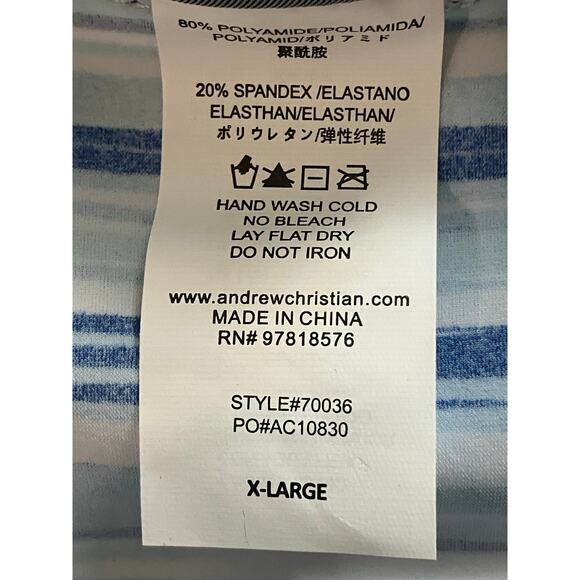 80% POLYAMIDE/POLIAMIDA/
POLYAMID/ポリアミド
聚酰胺
20% SPANDEX /ELASTANO
ELASTHAN/ELASTHAN/
ポリウレタン/弹性纤维
HAND WASH COLD
NO BLEACH
LAY FLAT DRY
DO NOT IRON
www.andrewchristian.com
MADE IN CHINA
RN# 97818576
STYLE#70036
PO#AC10830
X-LARGE